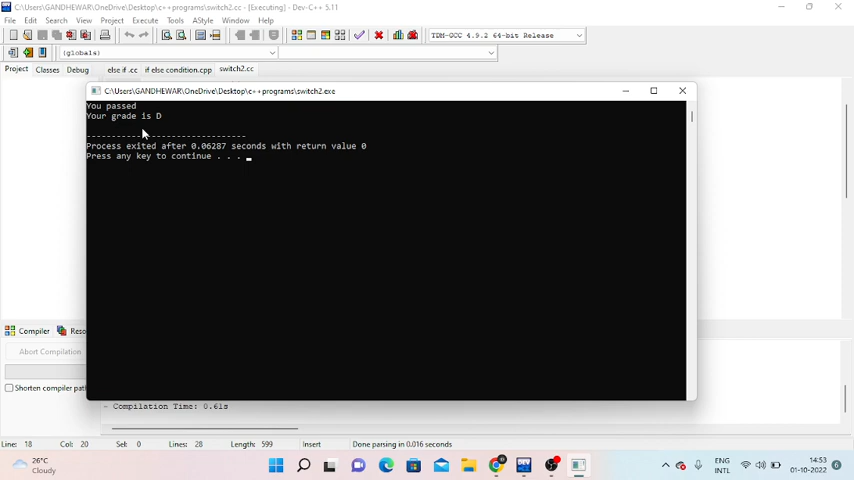 C:\Users\GANDHEWAR\OneDrive\Desktop\c++programs\switch2.cc - [Executing] - Dev-C++ 5.11
File Edit Search View Project Execute Tools AStyle Window Help
TDM-GCC 4.9.2 64-bit Release
(globals)
Project Classes Debug else if .cc if else condition.cpp switch2.cc
C:\Users\GANDHEWAR\OneDrive\Desktop\c++programs\switch2.exe
You passed
Your grade is D
--------------------------------
Process exited after 0.06287 seconds with return value 0
Press any key to continue . . .
Compiler Reso
Abort Compilation
Shorten compiler path
- Compilation Time: 0.61s
Line: 18 Col: 20 Sel: 0 Lines: 28 Length: 599 Insert Done parsing in 0.016 seconds
26°C
Cloudy
DEV
ENG
INTL
14:53
01-10-2022
6